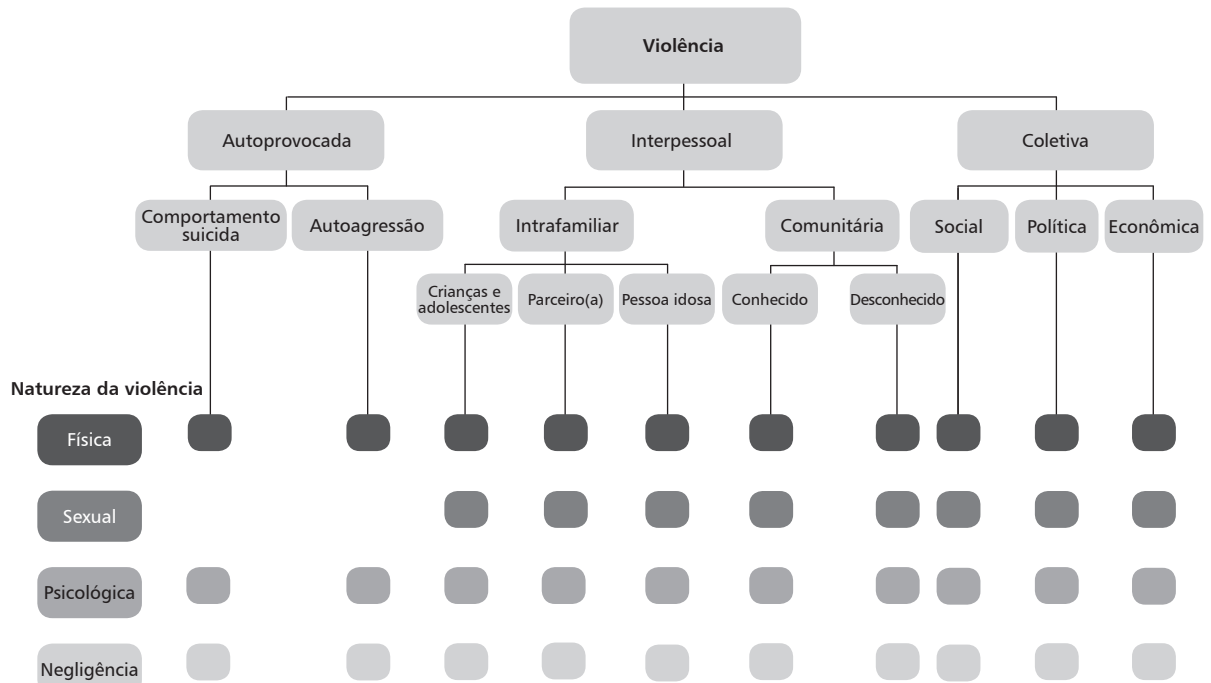 Violência
Autoprovocada
Interpessoal
Coletiva
Comportamento
suicida
Autoagressão
Intrafamiliar
Comunitária
Social
Política
Econômica
Crianças e
adolescentes
Parceiro(a)
Pessoa idosa
Conhecido
Desconhecido
Natureza da violência
Física
Sexual
Psicológica
Negligência